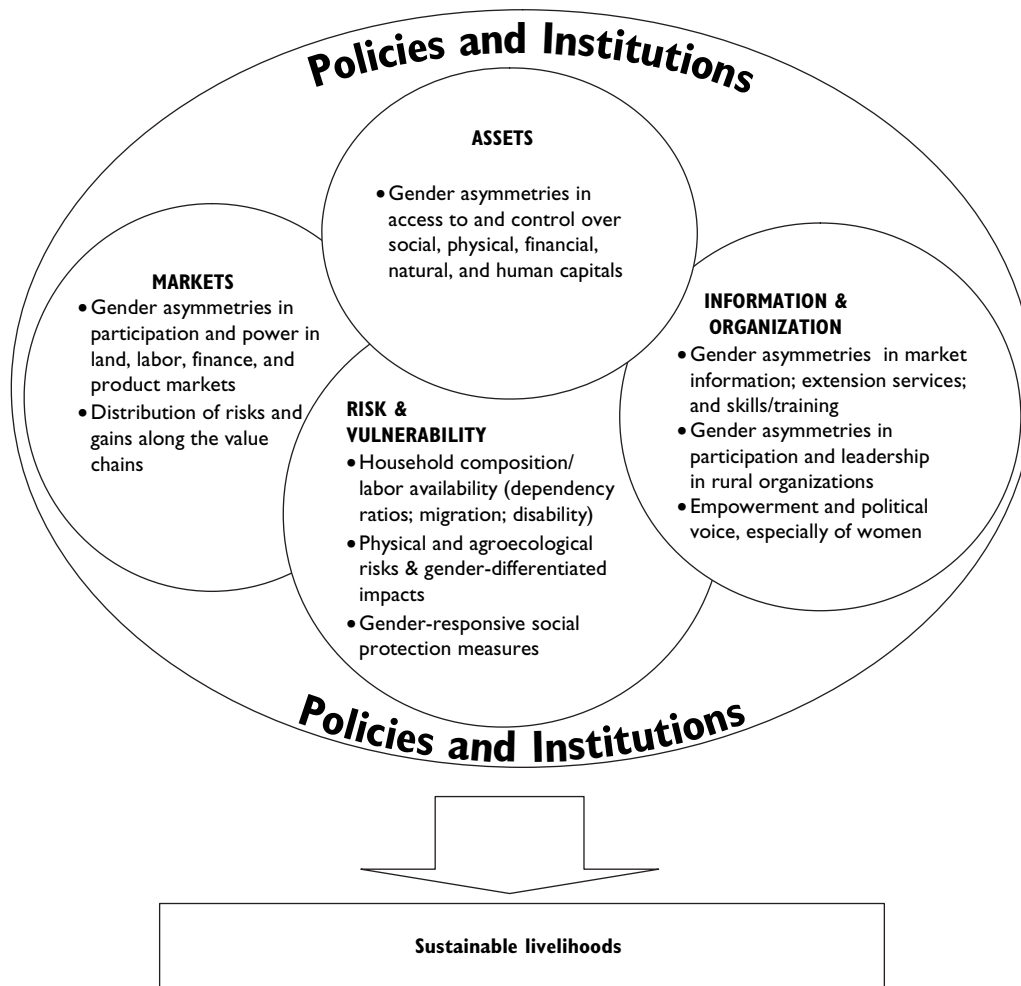 Policies and Institutions
ASSETS
• Gender asymmetries in
access to and control over
social, physical, financial,
natural, and human capitals
MARKETS
• Gender asymmetries in
participation and power in
land, labor, finance, and
product markets
• Distribution of risks and
gains along the value
chains
RISK &
VULNERABILITY
• Household composition/
labor availability (dependency
ratios; migration; disability)
• Physical and agroecological
risks & gender-differentiated
impacts
• Gender-responsive social
protection measures
INFORMATION &
ORGANIZATION
• Gender asymmetries in market
information; extension services;
and skills/training
• Gender asymmetries in
participation and leadership
in rural organizations
• Empowerment and political
voice, especially of women
Policies and Institutions
Sustainable livelihoods